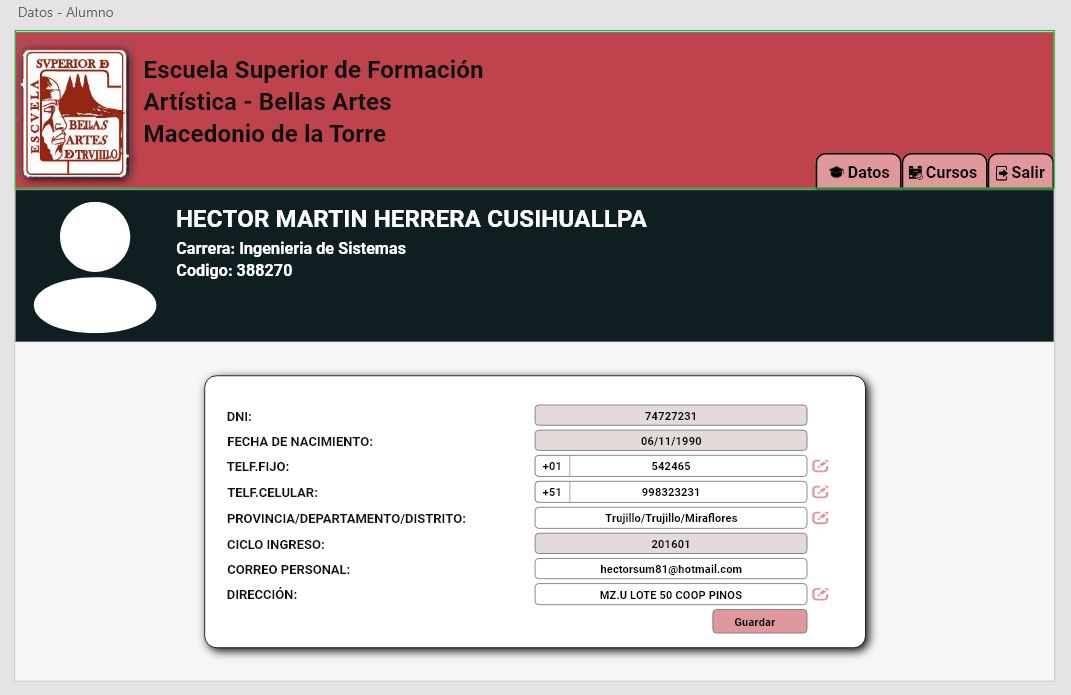 Datos - Alumno
SVPERIOR D
ESCVELA
BELLAS
ARTES
D TRVJILLO
Escuela Superior de Formación
Artística - Bellas Artes
Macedonio de la Torre
Datos Cursos Salir
HECTOR MARTIN HERRERA CUSIHUALLPA
Carrera: Ingenieria de Sistemas
Codigo: 388270
DNI: 74727231
FECHA DE NACIMIENTO: 06/11/1990
TELF.FIJO: +01 542465
TELF.CELULAR: +51 998323231
PROVINCIA/DEPARTAMENTO/DISTRITO: Trujillo/Trujillo/Miraflores
CICLO INGRESO: 201601
CORREO PERSONAL: hectorsum81@hotmail.com
DIRECCIÓN: MZ.U LOTE 50 COOP PINOS
Guardar